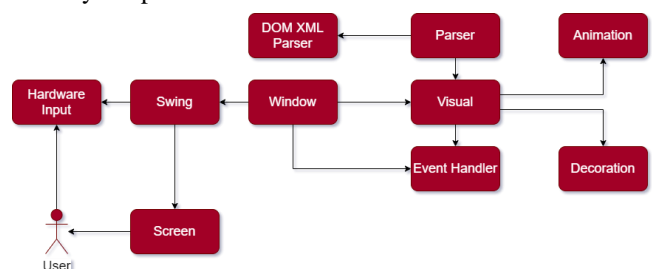 DOM XML
Parser
Parser
Animation
Hardware
Input
Swing
Window
Visual
Event Handler
Decoration
Screen
User